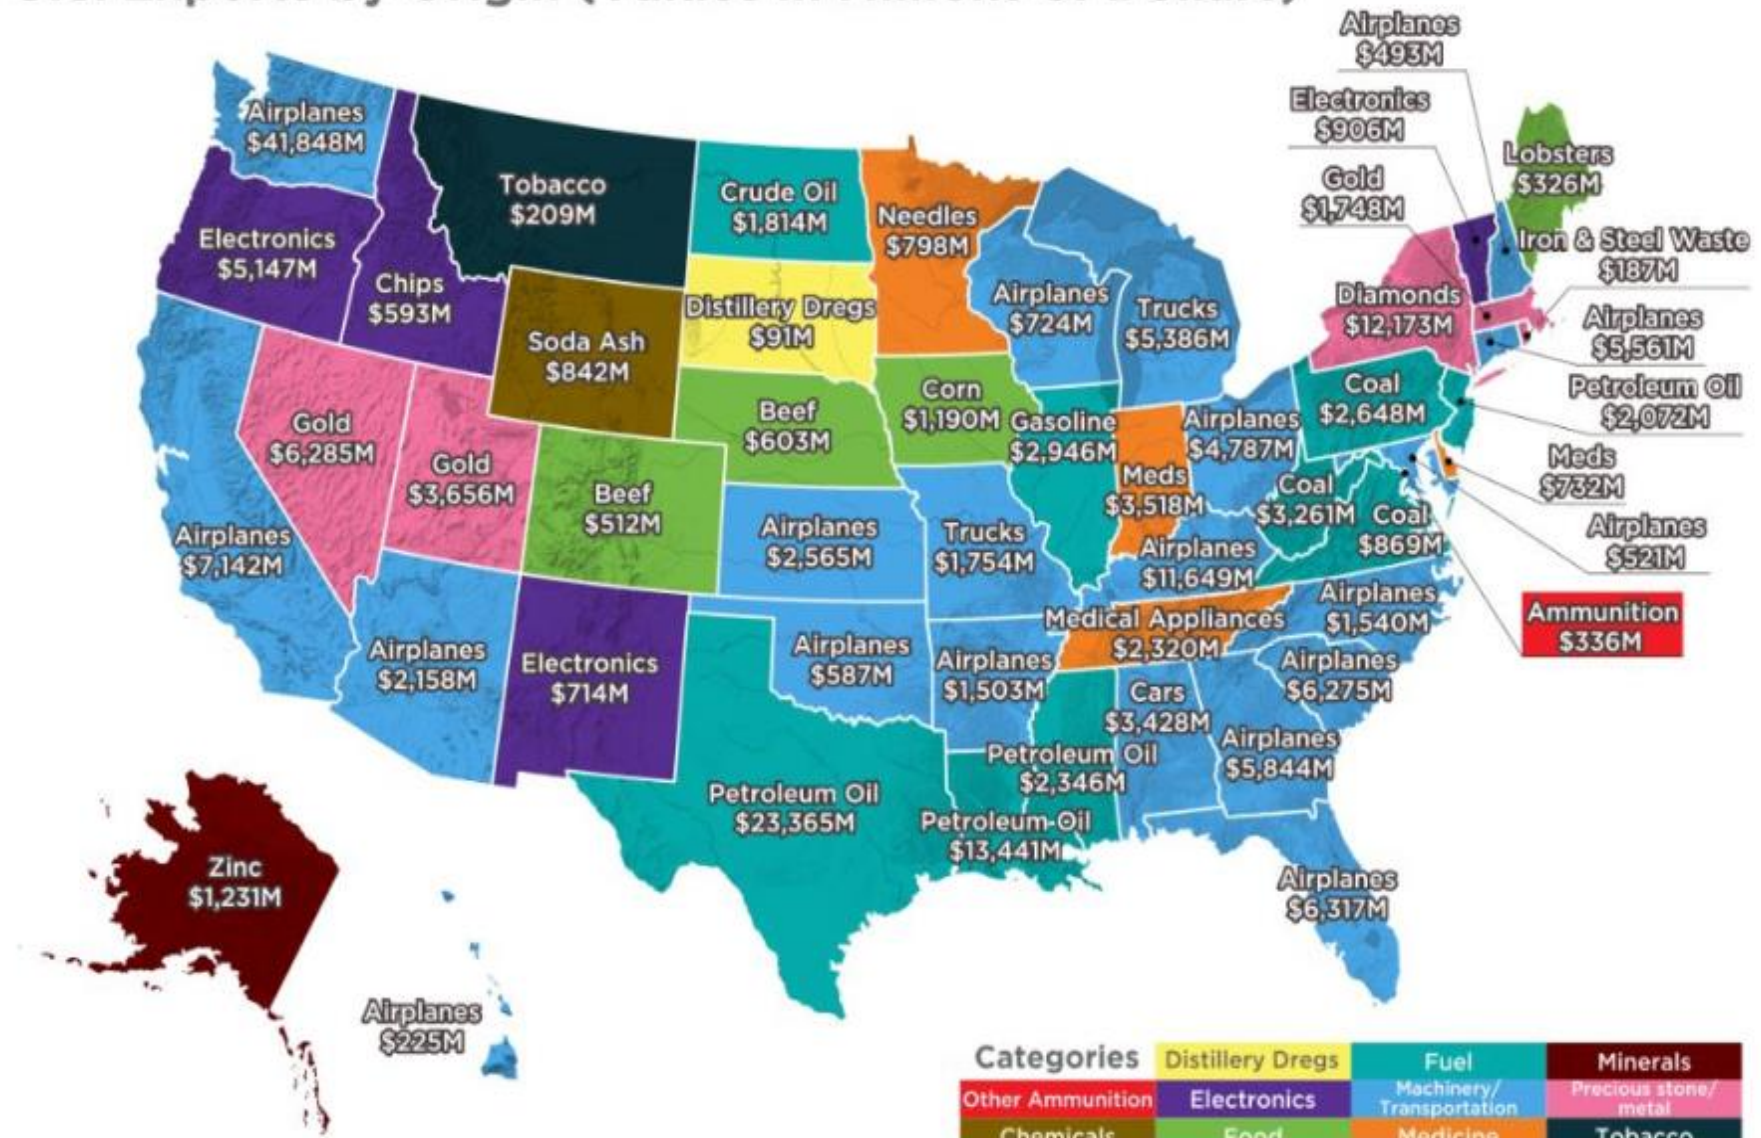 Airplanes
$493M
Electronics
$906M
Gold
$1,748M
Lobsters
$326M
Iron & Steel Waste
$187M
Airplanes
$5,561M
Petroleum Oil
$2,072M
Meds
$732M
Airplanes
$521M
Ammunition
$336M
Airplanes
$41,848M
Tobacco
$209M
Crude Oil
$1,814M
Needles
$798M
Electronics
$5,147M
Chips
$593M
Soda Ash
$842M
Distillery Dregs
$91M
Airplanes
$724M
Trucks
$5,386M
Diamonds
$12,173M
Gold
$6,285M
Gold
$3,656M
Beef
$603M
Corn
$1,190M
Gasoline
$2,946M
Airplanes
$4,787M
Coal
$2,648M
Beef
$512M
Meds
$3,518M
Coal
$3,261M
Coal
$869M
Airplanes
$7,142M
Airplanes
$2,565M
Trucks
$1,754M
Airplanes
$11,649M
Airplanes
$1,540M
Medical Appliances
$2,320M
Airplanes
$2,158M
Electronics
$714M
Airplanes
$587M
Airplanes
$1,503M
Cars
$3,428M
Airplanes
$6,275M
Airplanes
$5,844M
Petroleum Oil
$2,346M
Petroleum Oil
$23,365M
Petroleum Oil
$13,441M
Airplanes
$6,317M
Zinc
$1,231M
Airplanes
$225M
Categories
Distillery Dregs
Fuel
Minerals
Other Ammunition
Electronics
Machinery/
Transportation
Precious stone/
metal
Chemicals
Food
Medicine
Tobacco